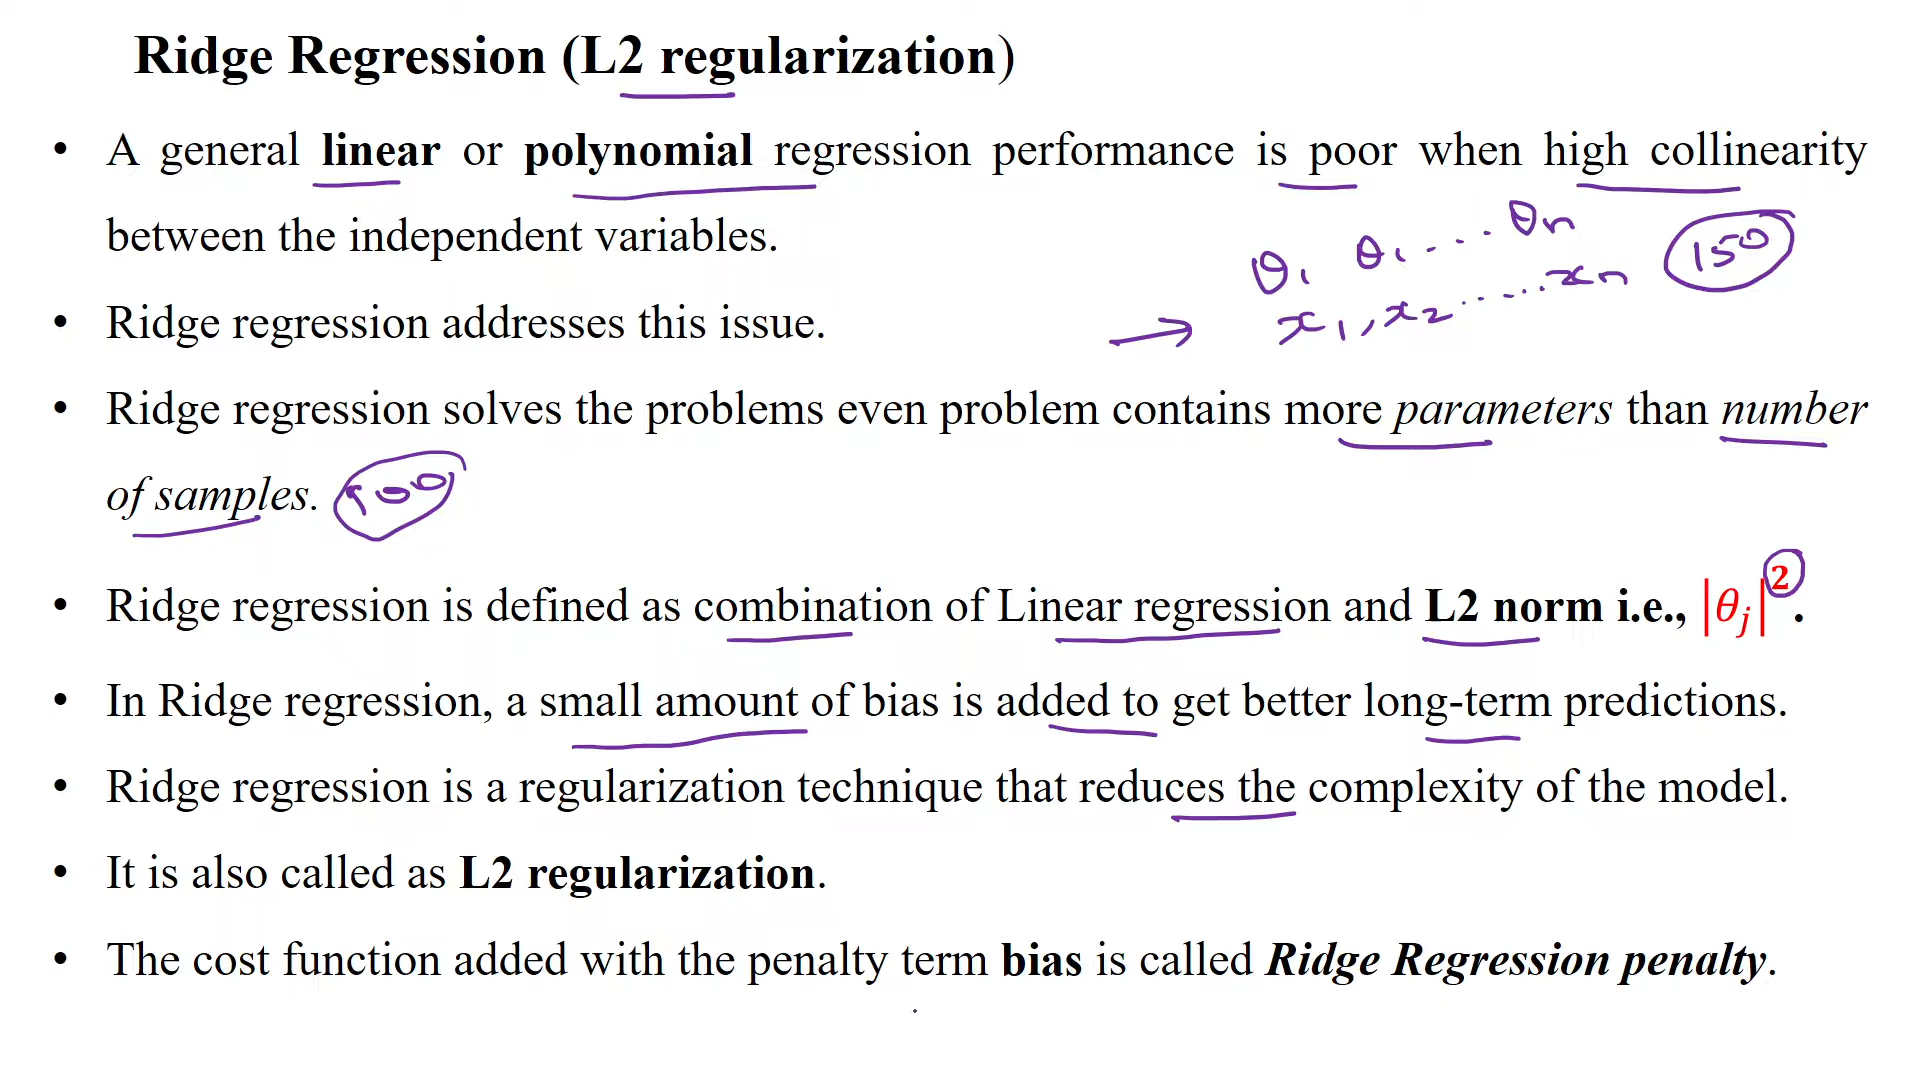 Ridge Regression (L2 regularization)
• A general linear or polynomial regression performance is poor when high collinearity
between the independent variables.
θ1 θ1 .... θn
150
• Ridge regression addresses this issue.
→ x1, x2 ...... xn
• Ridge regression solves the problems even problem contains more parameters than number
of samples. 100
• Ridge regression is defined as combination of Linear regression and L2 norm i.e., |θj|².
• In Ridge regression, a small amount of bias is added to get better long-term predictions.
• Ridge regression is a regularization technique that reduces the complexity of the model.
• It is also called as L2 regularization.
• The cost function added with the penalty term bias is called Ridge Regression penalty.